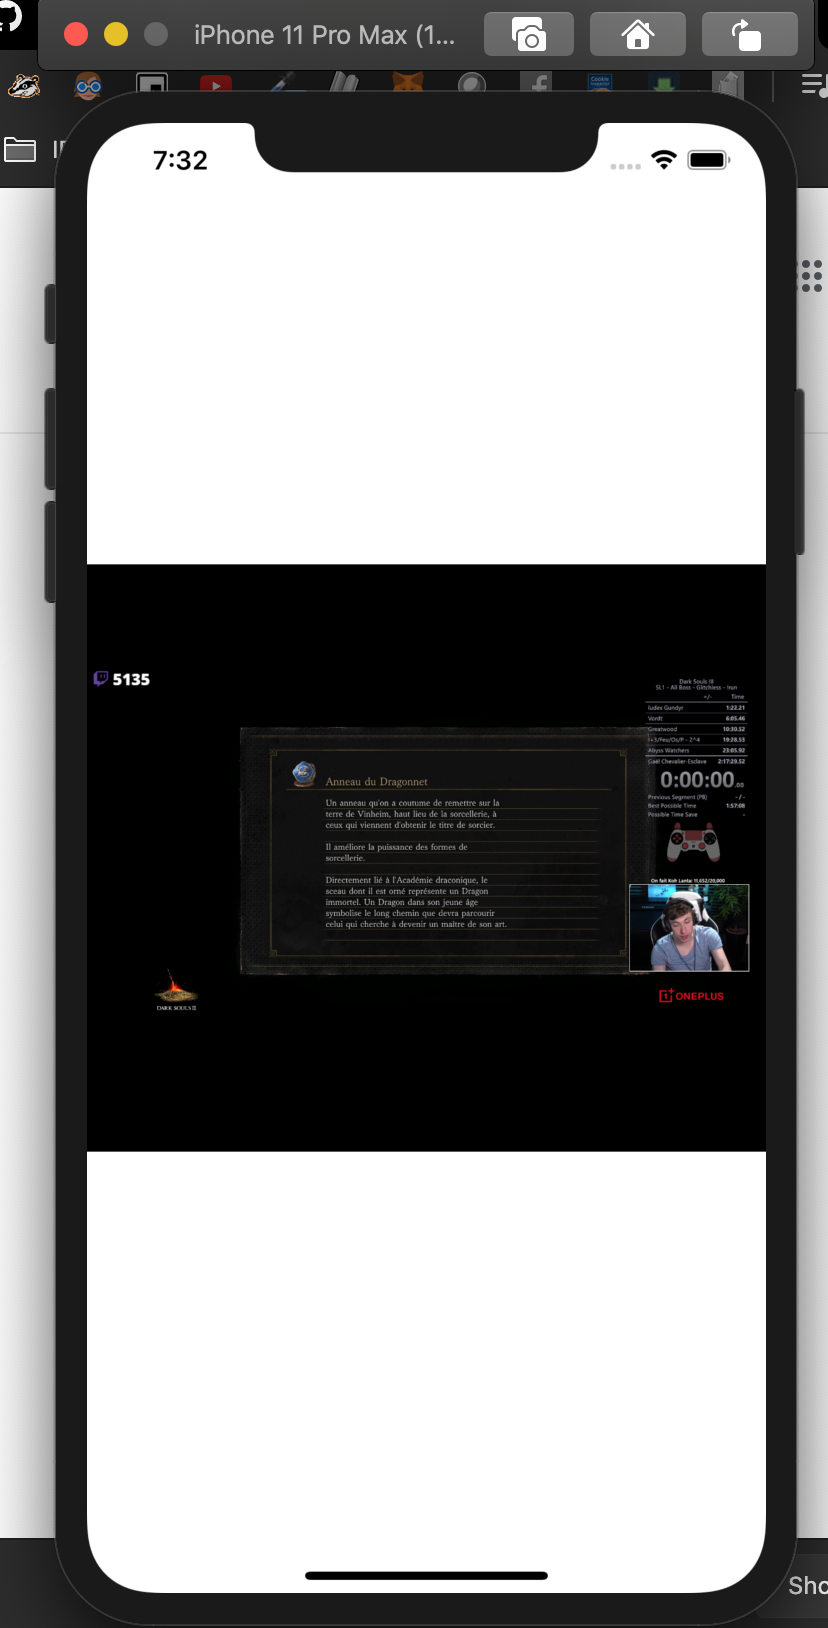 iPhone 11 Pro Max (1...
7:32
5135
Dark Souls III
SL1 - All Boss - Glitchless - Iron
+/- Time
Iudex Gundyr 1:22.21
Vordt 6:05.46
Greatwood 10:30.52
19:28.53
Abyss Watchers 23:05.92
Gaël Chevalier Esclave 2:17:29.52
0:00:00.00
Previous Segment (PB) - / -
Best Possible Time 1:57:08
Possible Time Save -
Anneau du Dragonnet
Un anneau qu'on a coutume de remettre sur la
terre de Vinheim, haut lieu de la sorcellerie, à
ceux qui viennent d'obtenir le titre de sorcier.
Il améliore la puissance des formes de
sorcellerie.
Directement lié à l'Académie draconique, le
sceau dont il est orné représente un Dragon
immortel. Un Dragon dans son jeune âge
symbolise le long chemin que devra parcourir
celui qui cherche à devenir un maître de son art.
On fait Koh Lanta: 11,652/20,000
DARK SOULS III
ONEPLUS
Sho